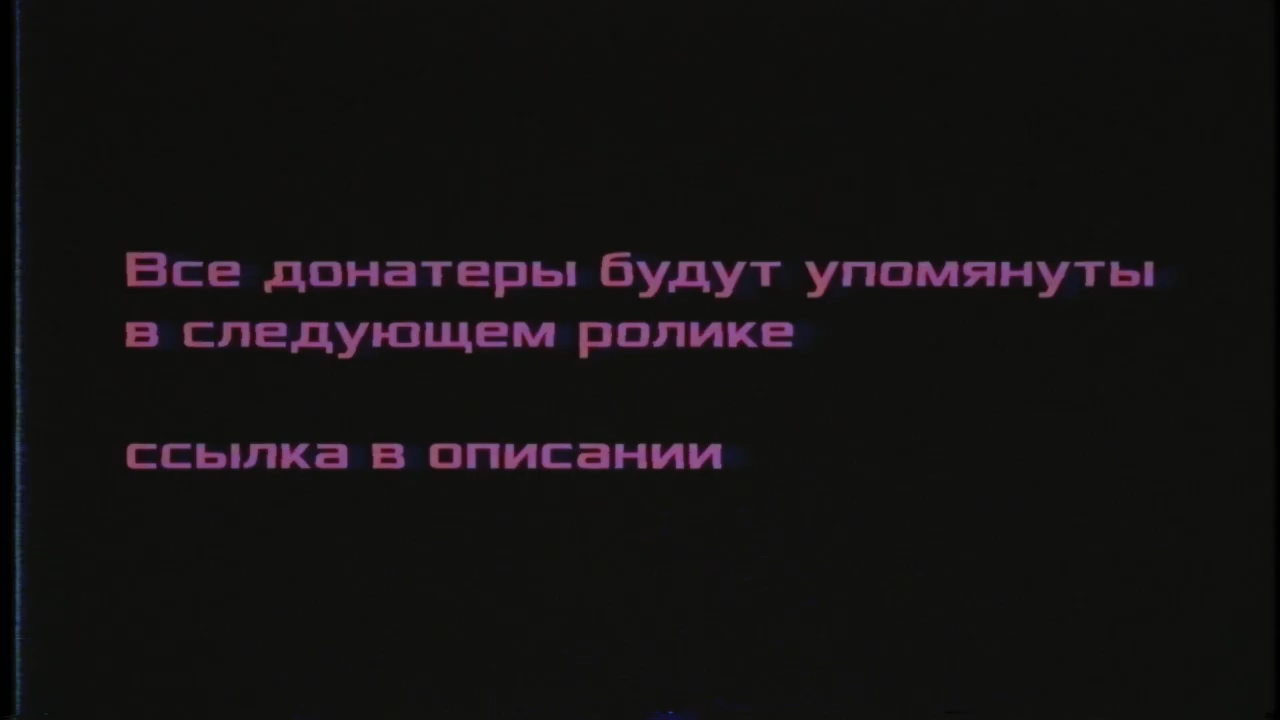 Все донатеры будут упомянуты
в следующем ролике
ссылка в описании